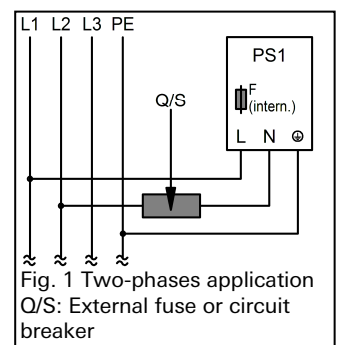 L1 L2 L3 PE
PS1
F
(intern.)
Q/S
L N ⏚
≈ ≈ ≈ ≈
Fig. 1 Two-phases application
Q/S: External fuse or circuit
breaker